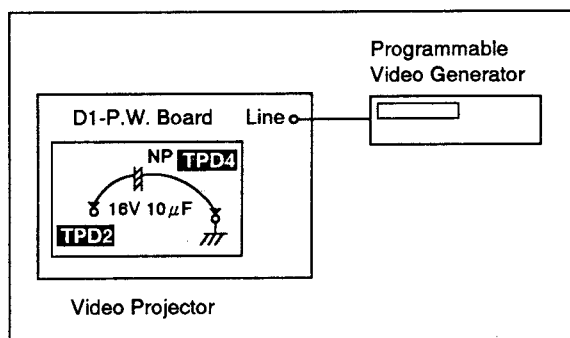 Programmable
Video Generator
D1-P.W. Board
Line
NP TPD4
16V 10μF
TPD2
Video Projector